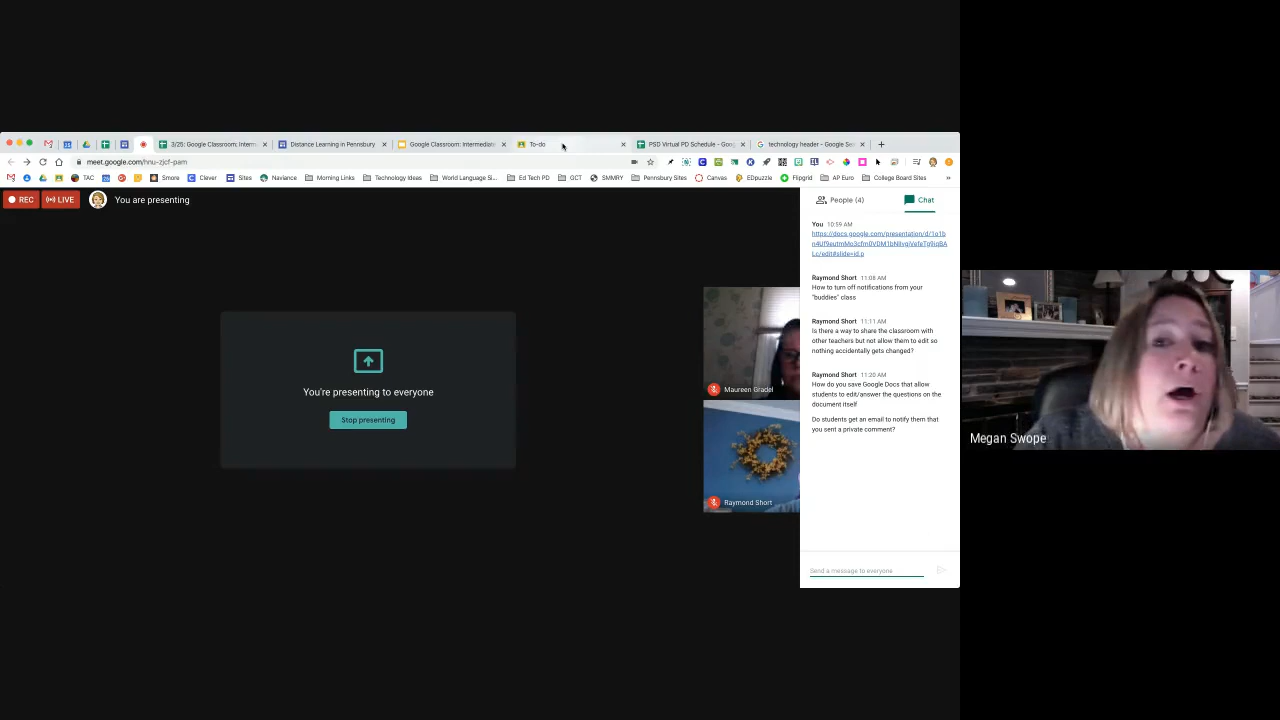 3/25: Google Classroom: Interm
Distance Learning in Pennsbury
Google Classroom: Intermediat
To-do
PSD Virtual PD Schedule - Goog
technology header - Google Se
meet.google.com/hnu-zjcf-pam
TAC
Smore
Clever
Sites
Naviance
Morning Links
Technology Ideas
World Language Si...
Ed Tech PD
GCT
SMMRY
Pennsbury Sites
Canvas
EDpuzzle
Flipgrid
AP Euro
College Board Sites
REC
LIVE
You are presenting
People (4)
Chat
You 10:59 AM
https://docs.google.com/presentation/d/
Raymond Short 11:08 AM
How to turn off notifications from your
"buddies" class
Raymond Short 11:11 AM
Is there a way to share the classroom with
other teachers but not allow them to edit so
nothing accidentally gets changed?
Raymond Short 11:20 AM
How do you save Google Docs that allow
students to edit/answer the questions on the
document itself
Do students get an email to notify them that
you sent a private comment?
You're presenting to everyone
Stop presenting
Maureen Gradel
Raymond Short
Megan Swope
Send a message to everyone